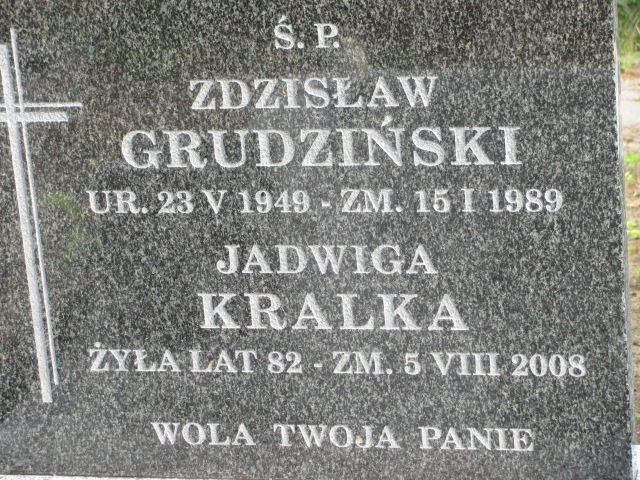 Ś. P.
ZDZISŁAW
GRUDZIŃSKI
UR. 23 V 1949 - ZM. 15 I 1989
JADWIGA
KRALKA
ŻYŁA LAT 82 - ZM. 5 VIII 2008
WOLA TWOJA PANIE